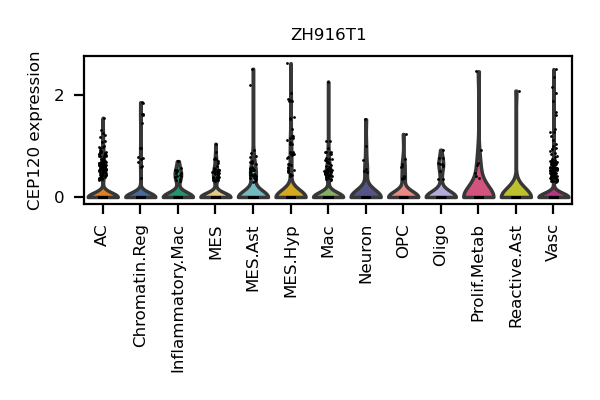 ZH916T1
CEP120 expression
2
0
AC
Chromatin.Reg
Inflammatory.Mac
MES
MES.Ast
MES.Hyp
Mac
Neuron
OPC
Oligo
Prolif.Metab
Reactive.Ast
Vasc